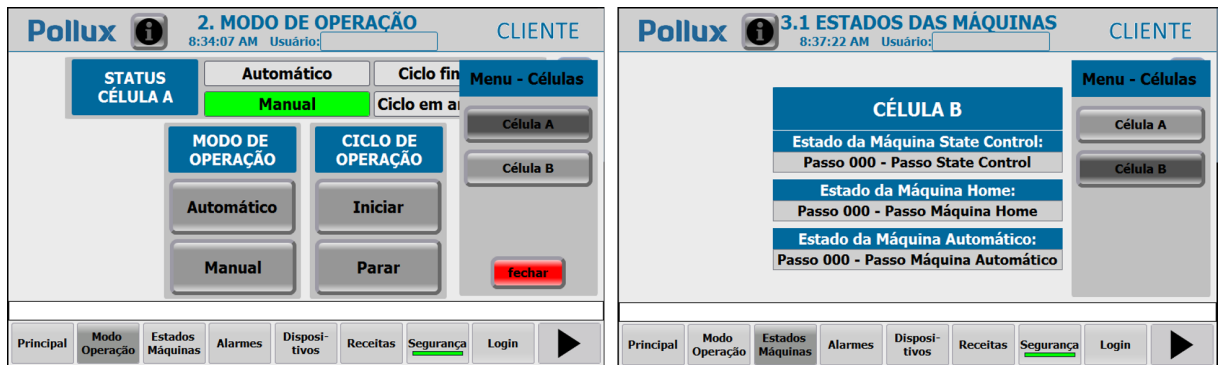 Pollux
2. MODO DE OPERAÇÃO
8:34:07 AM Usuário:
CLIENTE
STATUS
CÉLULA A
Automático
Ciclo fin
Manual
Ciclo em a
Menu - Células
Célula A
Célula B
MODO DE
OPERAÇÃO
CICLO DE
OPERAÇÃO
Automático
Iniciar
Manual
Parar
fechar
Principal
Modo
Operação
Estados
Máquinas
Alarmes
Disposi-
tivos
Receitas
Segurança
Login
Pollux
3.1 ESTADOS DAS MÁQUINAS
8:37:22 AM Usuário:
CLIENTE
Menu - Células
Célula A
Célula B
CÉLULA B
Estado da Máquina State Control:
Passo 000 - Passo State Control
Estado da Máquina Home:
Passo 000 - Passo Máquina Home
Estado da Máquina Automático:
Passo 000 - Passo Máquina Automático
Principal
Modo
Operação
Estados
Máquinas
Alarmes
Disposi-
tivos
Receitas
Segurança
Login